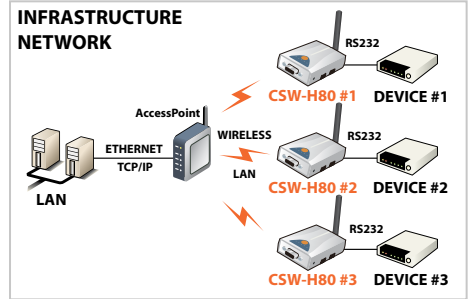 INFRASTRUCTURE
NETWORK
RS232
CSW-H80 #1
DEVICE #1
AccessPoint
ETHERNET
TCP/IP
WIRELESS
LAN
RS232
CSW-H80 #2
DEVICE #2
LAN
RS232
CSW-H80 #3
DEVICE #3